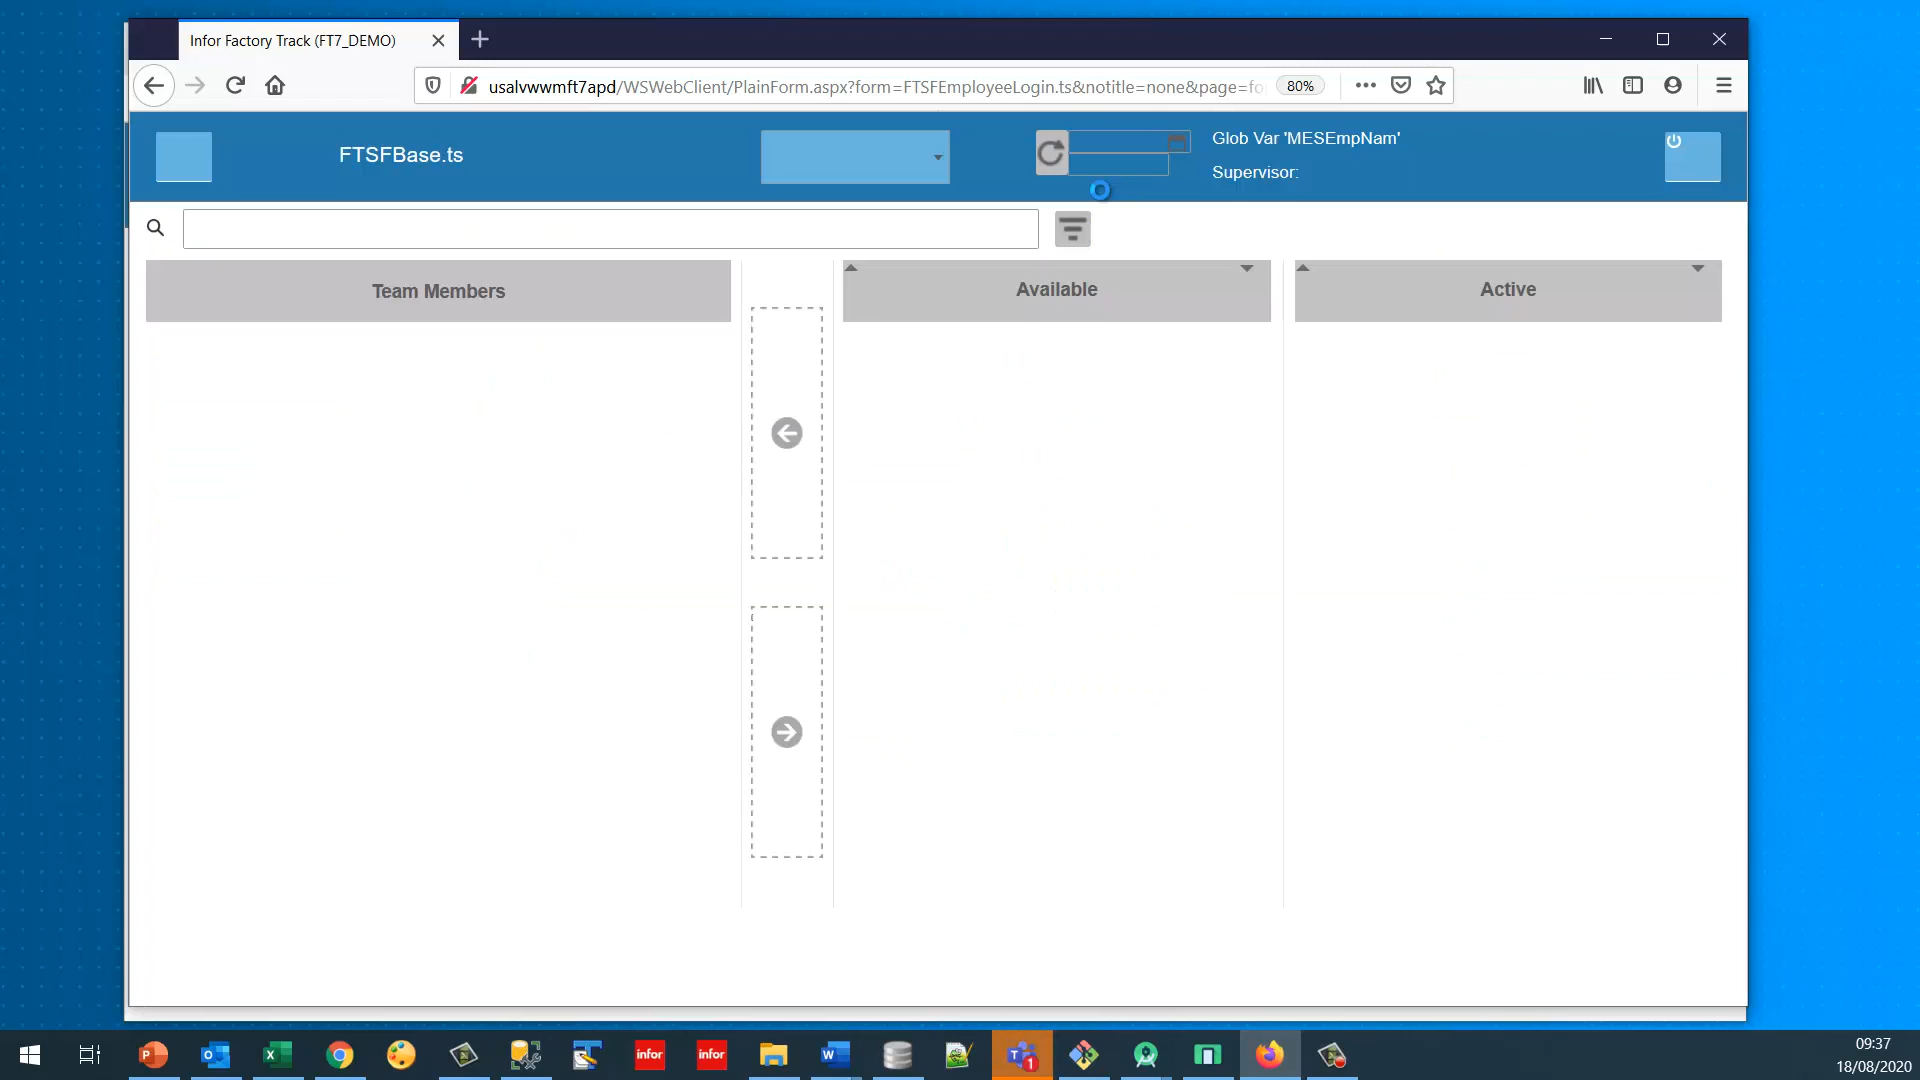 Infor Factory Track (FT7_DEMO)
usalvwwmft7apd/WSWebClient/PlainForm.aspx?form=FTSFEmployeeLogin.ts&notitle=none&page=fo
80%
FTSFBase.ts
Glob Var 'MESEmpNam'
Supervisor:
Team Members
Available
Active
infor
infor
1
09:37
18/08/2020